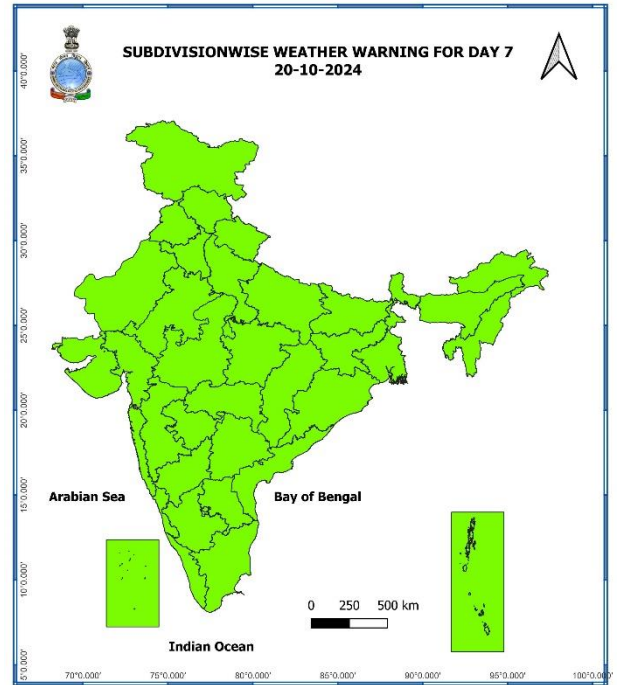 SUBDIVISIONWISE WEATHER WARNING FOR DAY 7
20-10-2024
40°0.000'
35°0.000'
30°0.000'
25°0.000'
20°0.000'
15°0.000'
10°0.000'
5°0.000'
Arabian Sea
Bay of Bengal
0 250 500 km
Indian Ocean
70°0.000' 75°0.000' 80°0.000' 85°0.000' 90°0.000' 95°0.000' 100°0.000'